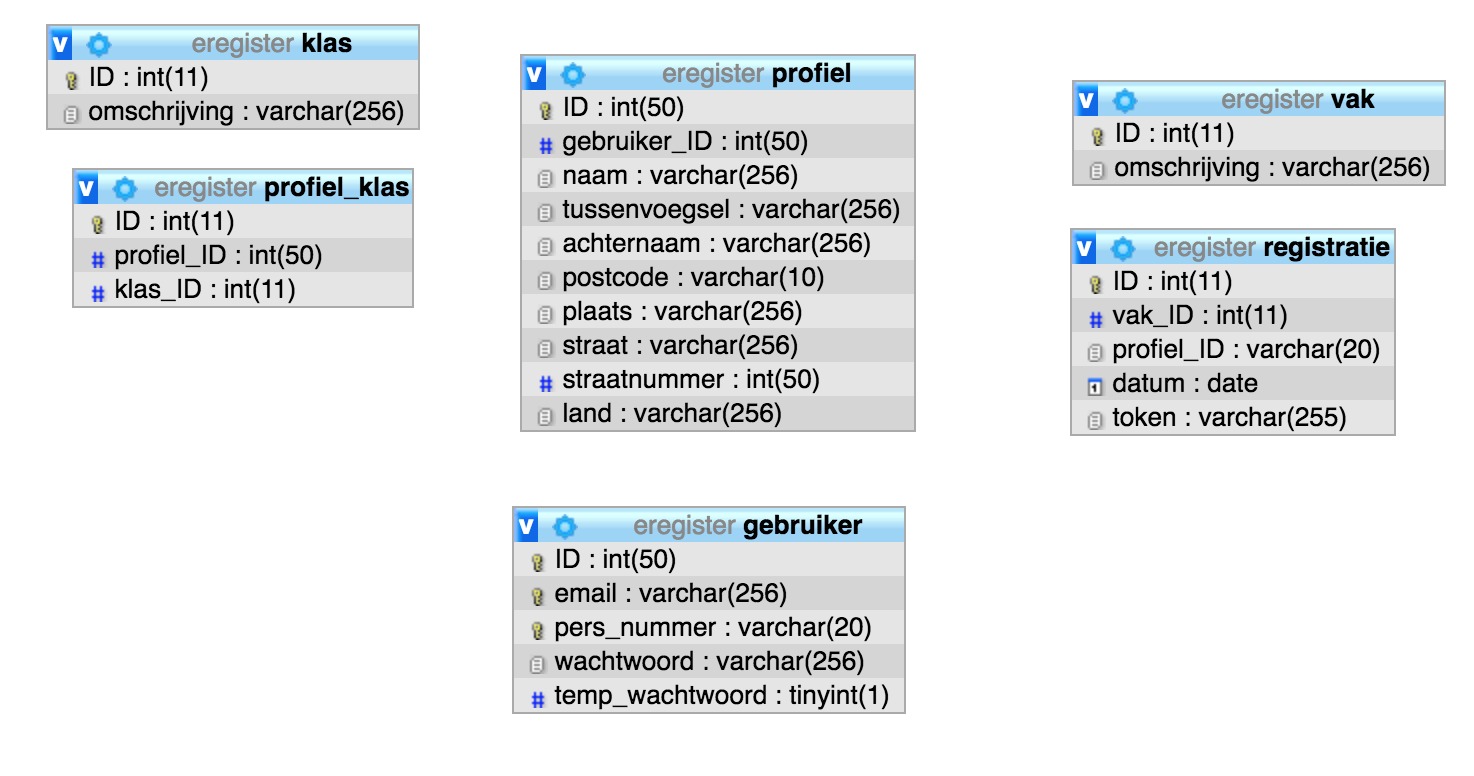 v eregister klas
ID : int(11)
omschrijving : varchar(256)
v eregister profiel_klas
ID : int(11)
profiel_ID : int(50)
klas_ID : int(11)
v eregister profiel
ID : int(50)
gebruiker_ID : int(50)
naam : varchar(256)
tussenvoegsel : varchar(256)
achternaam : varchar(256)
postcode : varchar(10)
plaats : varchar(256)
straat : varchar(256)
straatnummer : int(50)
land : varchar(256)
v eregister gebruiker
ID : int(50)
email : varchar(256)
pers_nummer : varchar(20)
wachtwoord : varchar(256)
temp_wachtwoord : tinyint(1)
v eregister vak
ID : int(11)
omschrijving : varchar(256)
v eregister registratie
ID : int(11)
vak_ID : int(11)
profiel_ID : varchar(20)
datum : date
token : varchar(255)